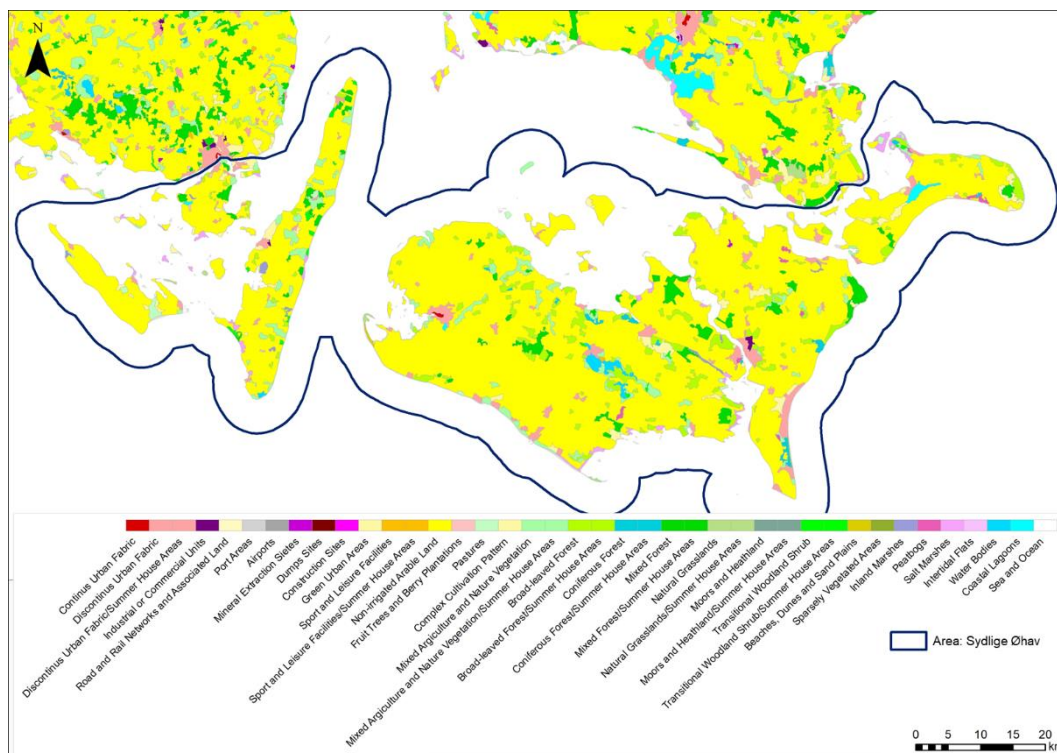 N
Continus Urban Fabric
Discontinus Urban Fabric
Discontinus Urban Fabric/Summer House Areas
Industrial or Commercial Units
Road and Rail Networks and Associated Land
Port Areas
Airports
Mineral Extraction Sietes
Dumps Sites
Construction Sites
Green Urban Areas
Sport and Leisure Facilities
Sport and Leisure Facilities/Summer House Areas
Non-irrigated Arable Land
Fruit Trees and Berry Plantations
Pastures
Complex Cultivation Pattern
Mixed Argiculture and Nature Vegetation
Mixed Argiculture and Nature Vegetation/Summer House Areas
Broad-leaved Forest
Broad-leaved Forest/Summer House Areas
Coniferous Forest
Coniferous Forest/Summer House Areas
Mixed Forest
Mixed Forest/Summer House Areas
Natural Grasslands
Natural Grasslands/Summer House Areas
Moors and Heathland
Moors and Heathland/Summer House Areas
Transitional Woodland Shrub
Transitional Woodland Shrub/Summer House Areas
Beaches, Dunes and Sand Plains
Sparsely Vegetated Areas
Inland Marshes
Peatbogs
Salt Marshes
Intertidal Flats
Water Bodies
Coastal Lagoons
Sea and Ocean
Area: Sydlige Øhav
0 5 10 15 20